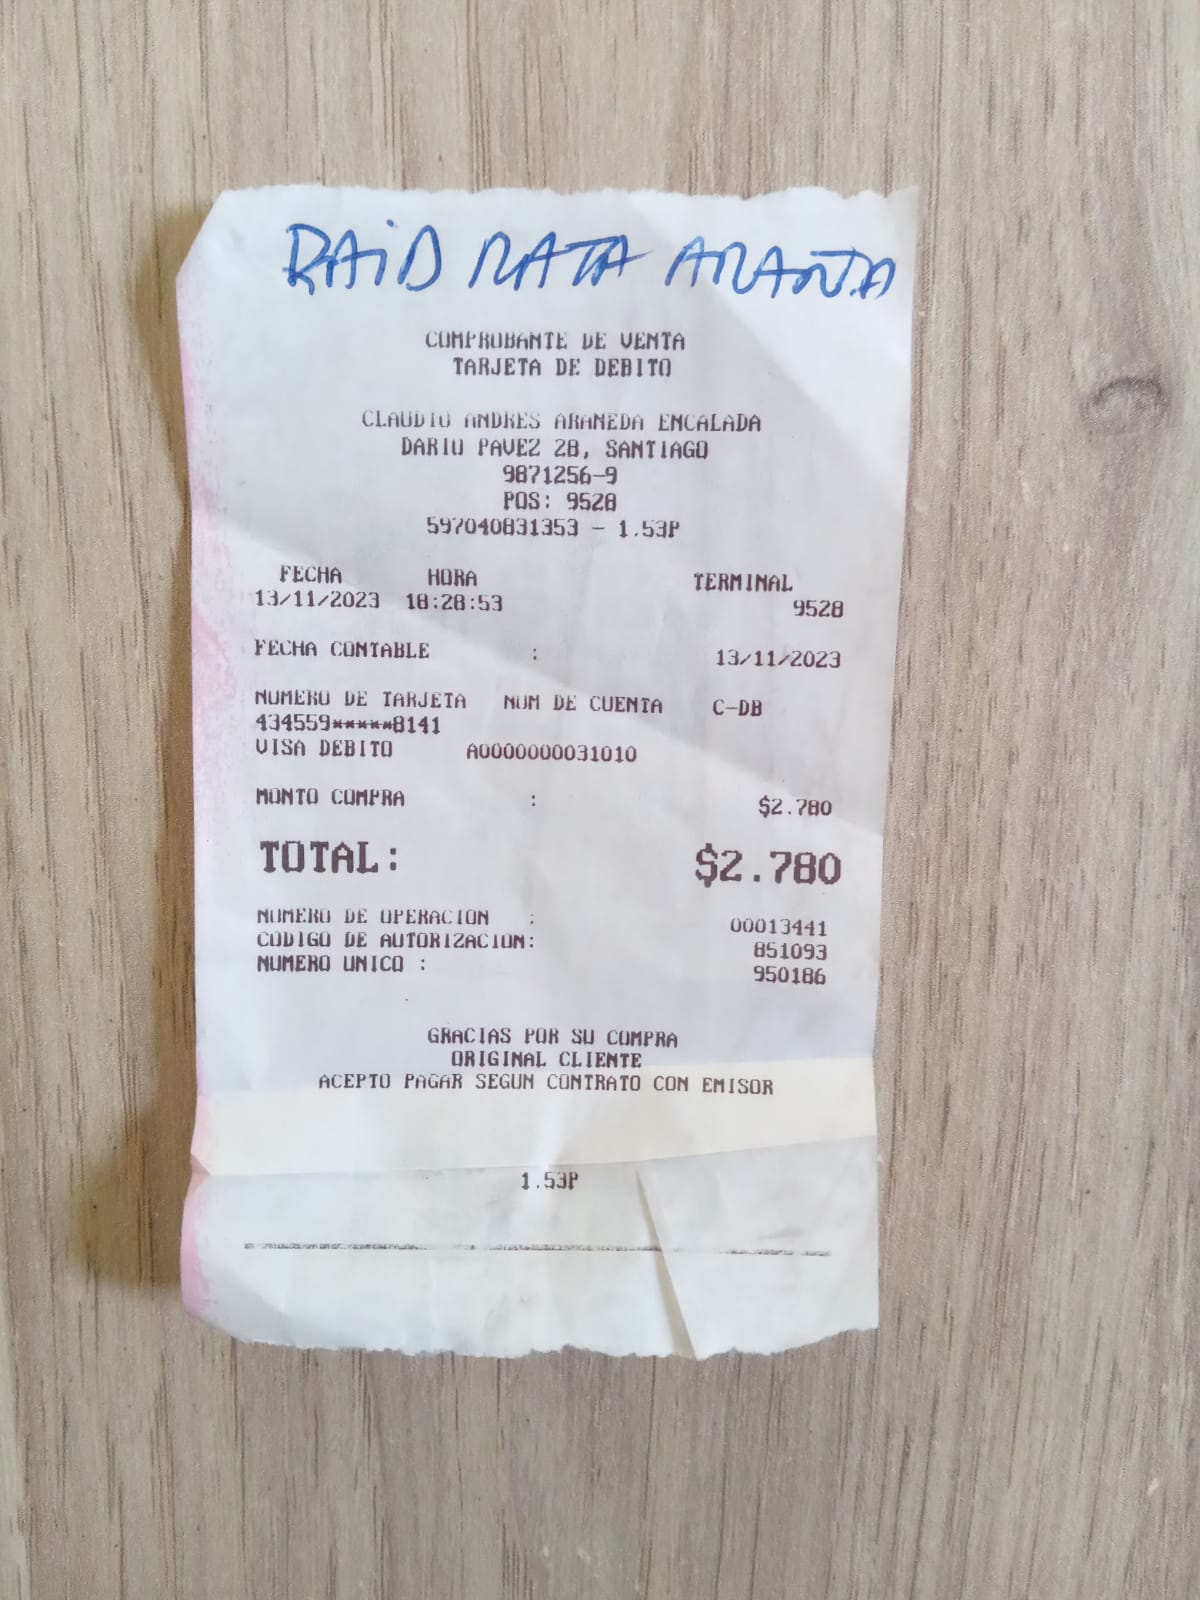 RAID MATA ARAÑA
COMPROBANTE DE VENTA
TARJETA DE DEBITO
CLAUDIO ANDRES ARANEDA ENCALADA
DARIO PAVEZ 28, SANTIAGO
9871256-9
POS: 9528
597040831353 - 1.53P
FECHA HORA TERMINAL
13/11/2023 18:28:53 9528
FECHA CONTABLE : 13/11/2023
NUMERO DE TARJETA NUM DE CUENTA C-DB
434559*****8141
VISA DEBITO A0000000031010
MONTO COMPRA : $2.780
TOTAL: $2.780
NUMERO DE OPERACION : 00013441
CODIGO DE AUTORIZACION: 851093
NUMERO UNICO : 950186
GRACIAS POR SU COMPRA
ORIGINAL CLIENTE
ACEPTO PAGAR SEGUN CONTRATO CON EMISOR
1.53P